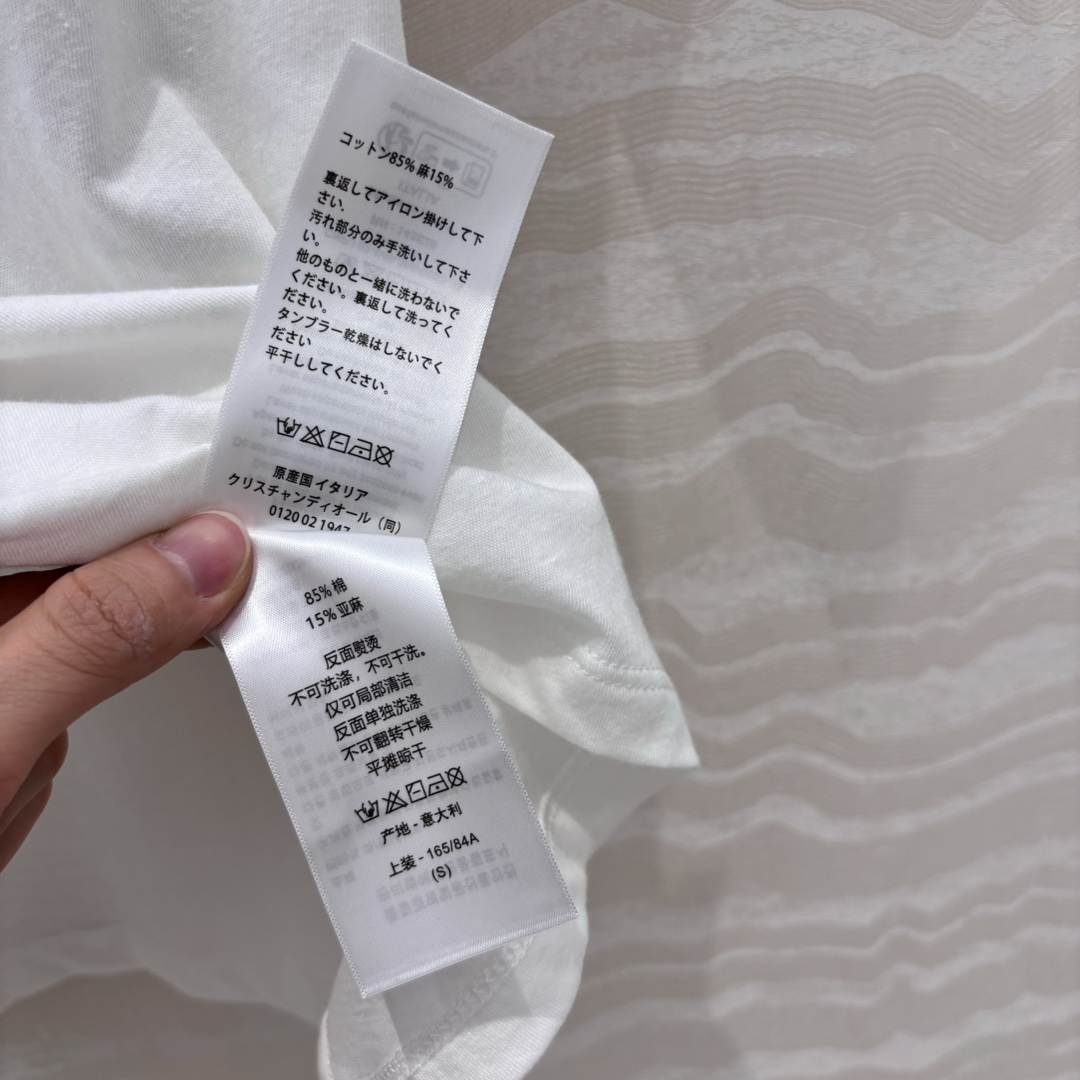 コットン85% 麻15%
裏返してアイロン掛けして下
さい.
汚れ部分のみ手洗いして下さ
い。
他のものと一緒に洗わないで
ください。裏返して洗ってく
ださい。
タンブラー乾燥はしないでく
ださい
平干ししてください。
原産国 イタリア
クリスチャンディオール（同）
0120 02 1947
85% 棉
15% 亚麻
反面熨烫
不可洗涤，不可干洗。
仅可局部清洁
反面单独洗涤
不可翻转干燥
平摊晾干
产地 - 意大利
上装 - 165/84A
(S)